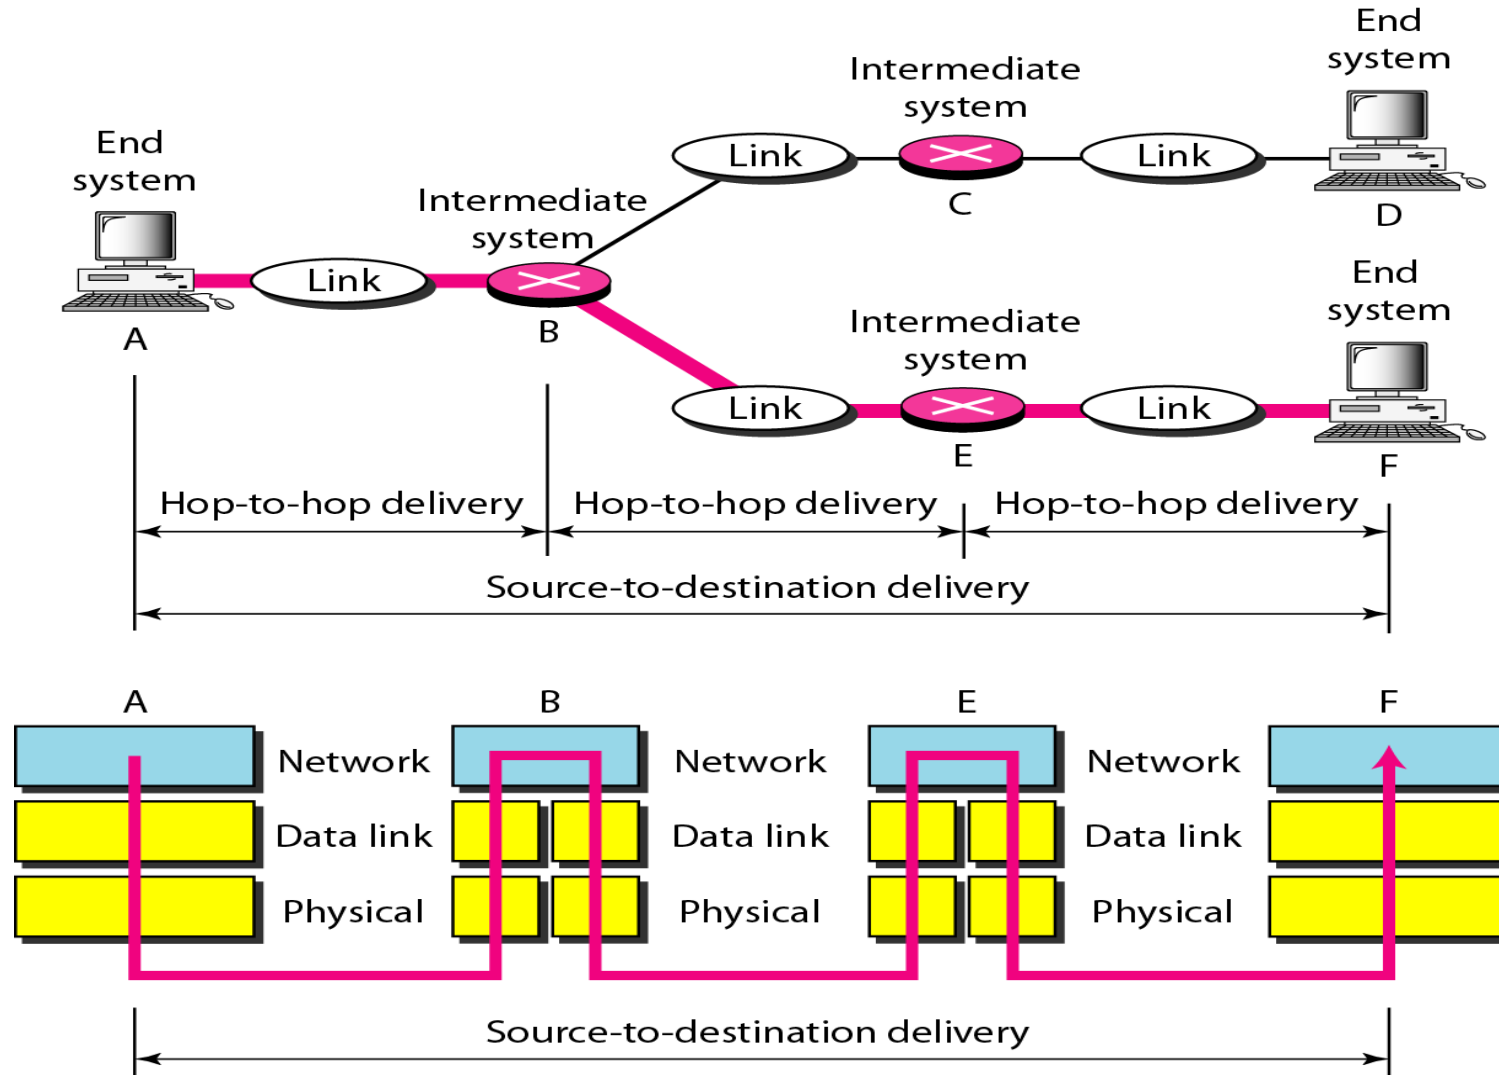 End
system
Intermediate
system
Link
C
Link
D
End
system
A
Link
Intermediate
system
B
Link
Intermediate
system
E
Link
End
system
F
Hop-to-hop delivery
Hop-to-hop delivery
Hop-to-hop delivery
Source-to-destination delivery
A
B
E
F
Network
Network
Network
Data link
Data link
Data link
Physical
Physical
Physical
Source-to-destination delivery